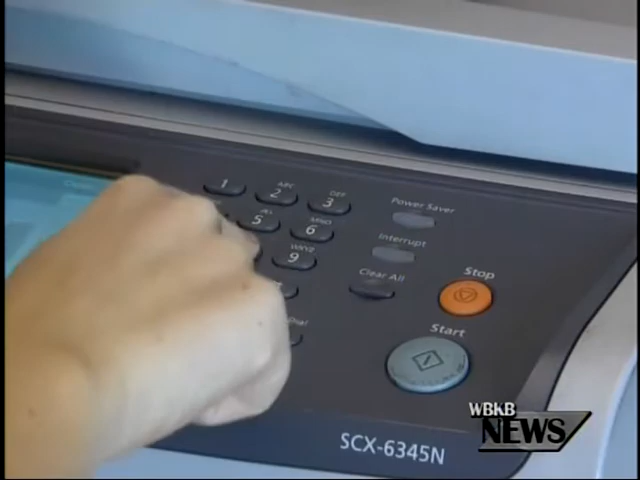 1
ABC
2
DEF
3
5
MNO
6
WXYZ
9
Power Saver
Interrupt
Clear All
Stop
Start
Dial
SCX-6345N
WBKB
NEWS